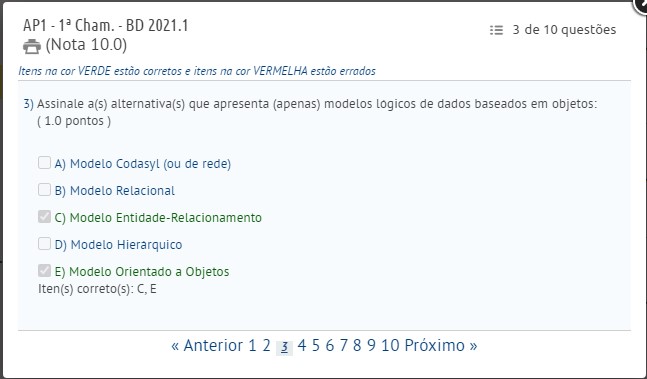 AP1 - 1ª Cham. - BD 2021.1
(Nota 10.0)
3 de 10 questões
Itens na cor VERDE estão corretos e itens na cor VERMELHA estão errados
3) Assinale a(s) alternativa(s) que apresenta (apenas) modelos lógicos de dados baseados em objetos:
( 1.0 pontos )
A) Modelo Codasyl (ou de rede)
B) Modelo Relacional
C) Modelo Entidade-Relacionamento
D) Modelo Hierárquico
E) Modelo Orientado a Objetos
Iten(s) correto(s): C, E
« Anterior 1 2 3 4 5 6 7 8 9 10 Próximo »